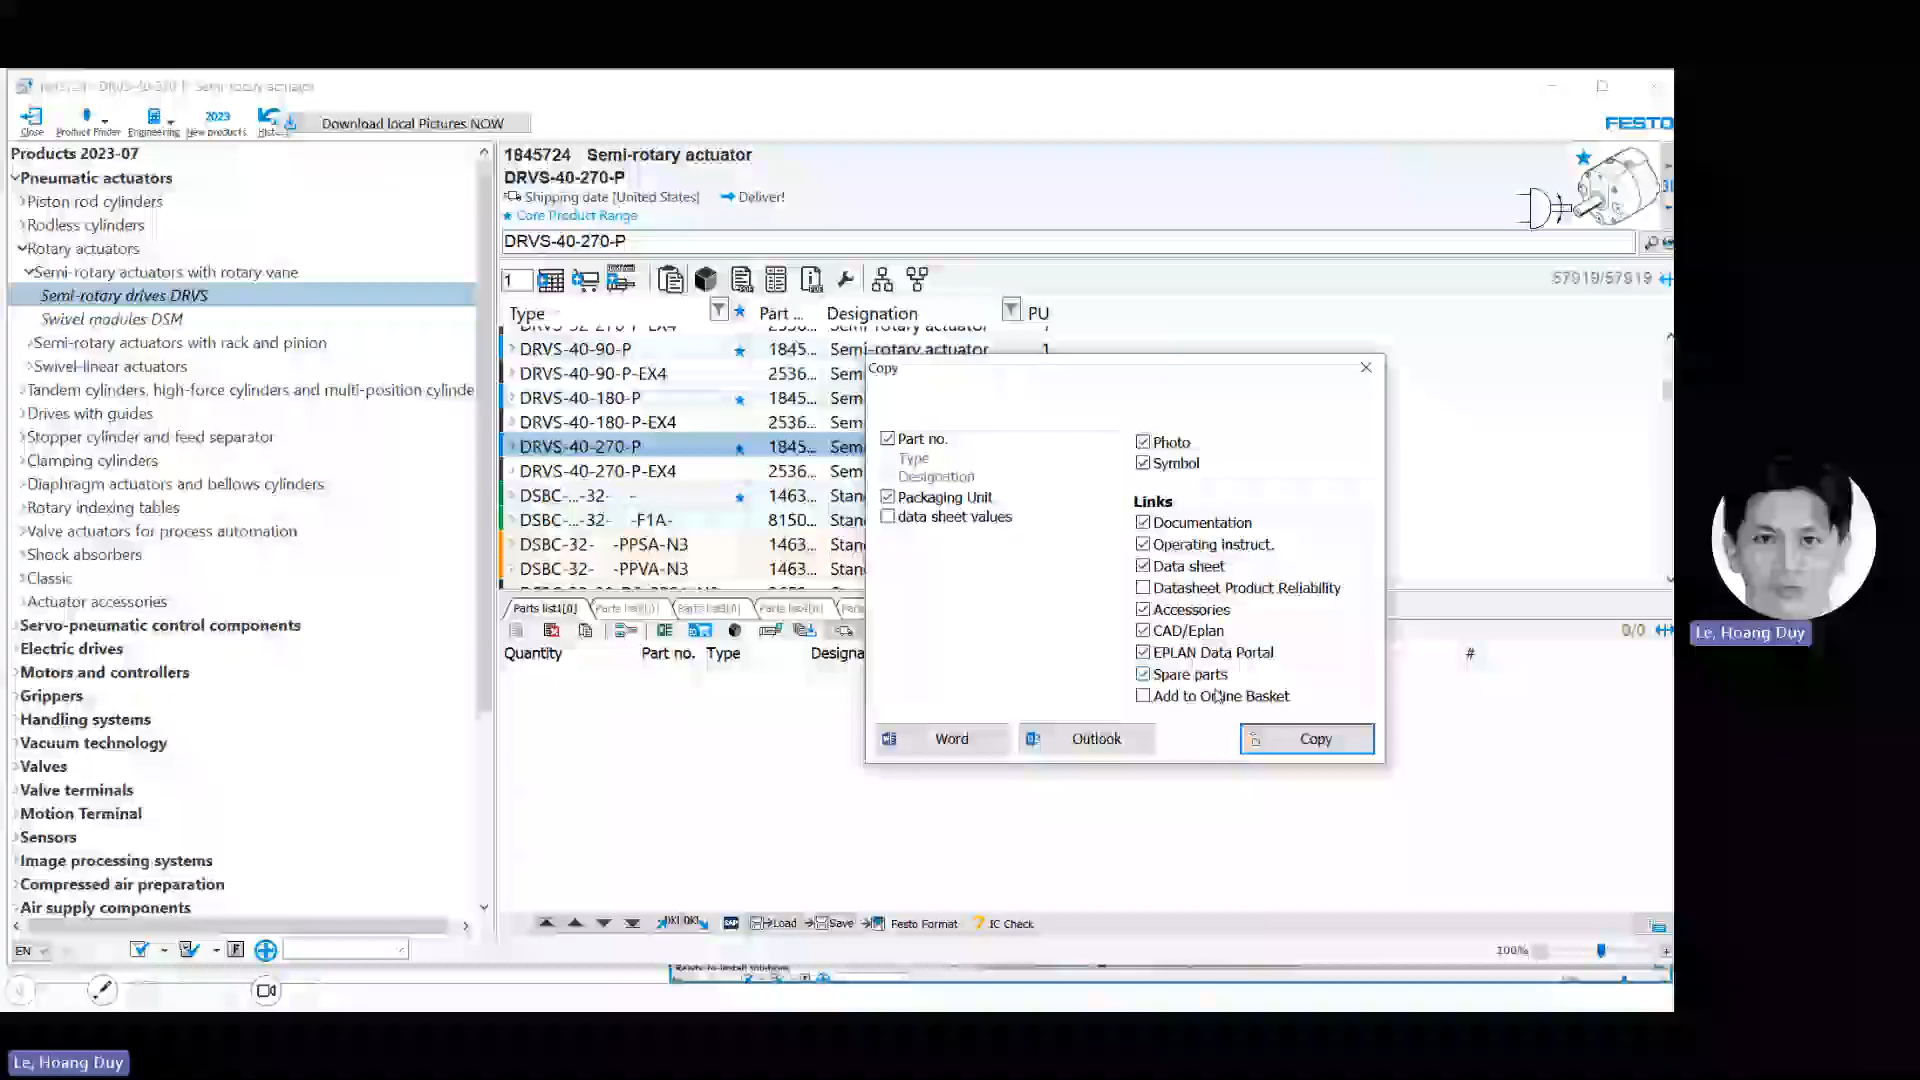 Close
Product Finder
Engineering
2023
New products
Download local Pictures NOW
FESTO
Products 2023-07
Pneumatic actuators
Piston rod cylinders
Rodless cylinders
Rotary actuators
Semi-rotary actuators with rotary vane
Semi-rotary drives DRVS
Swivel modules DSM
Semi-rotary actuators with rack and pinion
Swivel-linear actuators
Tandem cylinders, high-force cylinders and multi-position cylinde
Drives with guides
Stopper cylinder and feed separator
Clamping cylinders
Diaphragm actuators and bellows cylinders
Rotary indexing tables
Valve actuators for process automation
Shock absorbers
Classic
Actuator accessories
Servo-pneumatic control components
Electric drives
Motors and controllers
Grippers
Handling systems
Vacuum technology
Valves
Valve terminals
Motion Terminal
Sensors
Image processing systems
Compressed air preparation
Air supply components
EN
1845724 Semi-rotary actuator
DRVS-40-270-P
Shipping date [United States] Deliver!
Core Product Range
DRVS-40-270-P
1
57919/57919
Type Part ... Designation PU
DRVS-40-90-P 1845... Semi-rotary actuator 1
DRVS-40-90-P-EX4 2536... Sem
DRVS-40-180-P 1845... Sem
DRVS-40-180-P-EX4 2536... Sem
DRVS-40-270-P 1845... Sem
DRVS-40-270-P-EX4 2536... Sem
DSBC-...-32- - 1463... Stan
DSBC-...-32- -F1A- 8150... Stan
DSBC-32- -PPSA-N3 1463... Stan
DSBC-32- -PPVA-N3 1463... Stan
Parts list1[0]
0/0
Quantity Part no. Type Designa #
Copy
Part no.
Type
Designation
Packaging Unit
data sheet values
Photo
Symbol
Links
Documentation
Operating instruct.
Data sheet
Datasheet Product Reliability
Accessories
CAD/Eplan
EPLAN Data Portal
Spare parts
Add to Online Basket
Word Outlook Copy
SAP Load Save Festo Format IC Check
100%
Le, Hoang Duy
Le, Hoang Duy